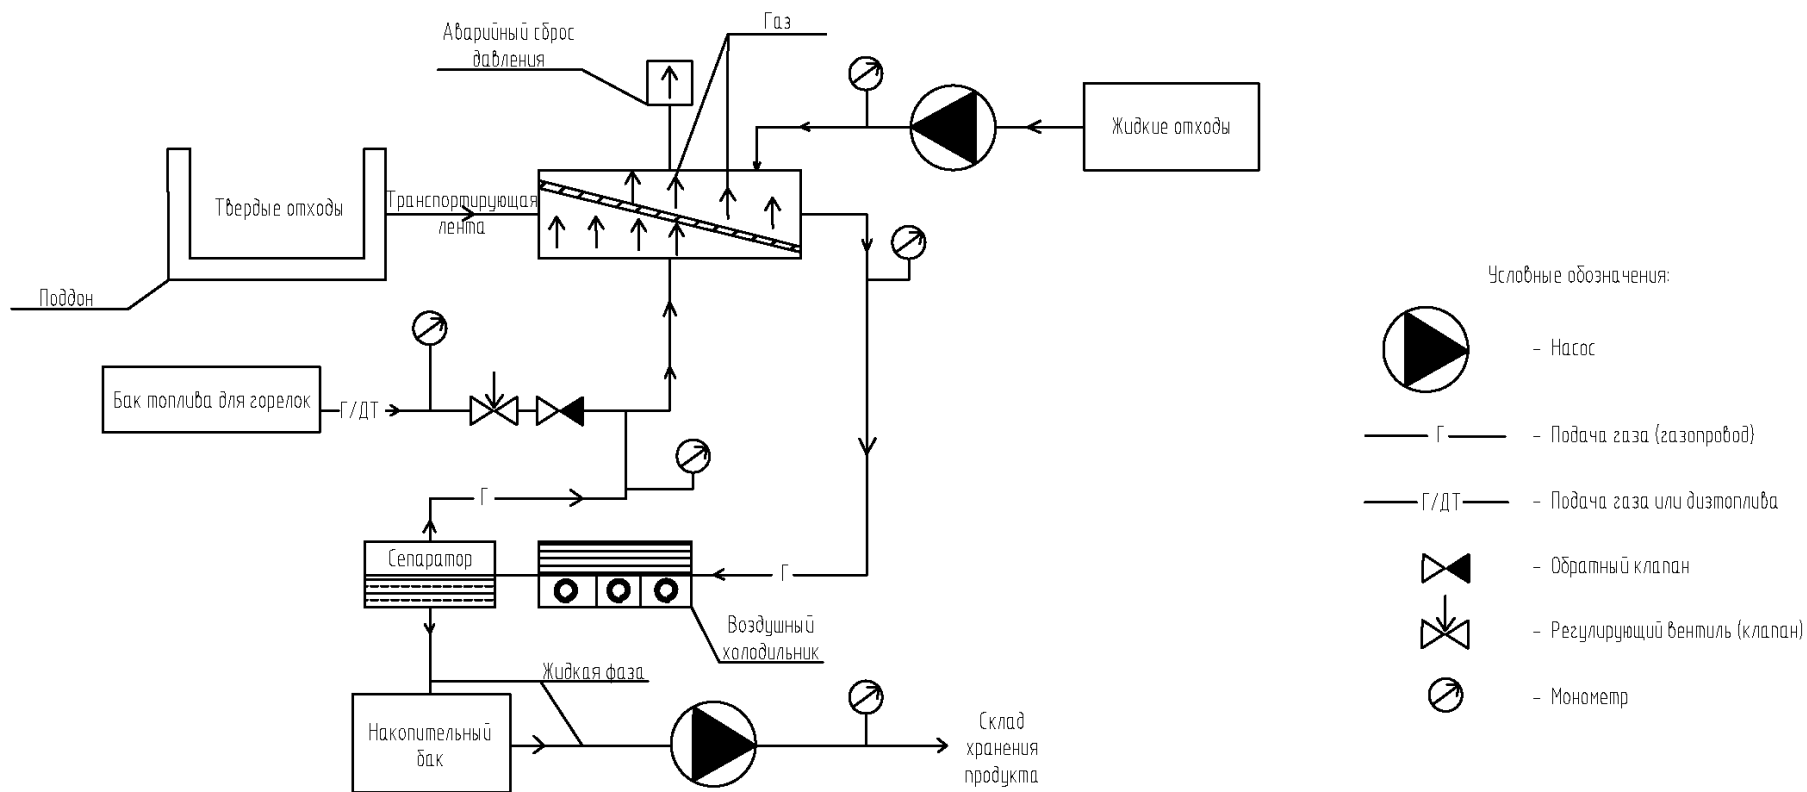 Аварийный сброс
давления
Газ
Жидкие отходы
Твердые отходы
Транспортирующая
лента
Поддон
Бак топлива для горелок
Г/ДТ
Г
Сепаратор
Г
Воздушный
холодильник
Жидкая фаза
Накопительный
бак
Склад
хранения
продукта
Условные обозначения:
- Насос
Г - Подача газа (газопровод)
Г/ДТ - Подача газа или дизтоплива
- Обратный клапан
- Регулирующий вентиль (клапан)
- Монометр